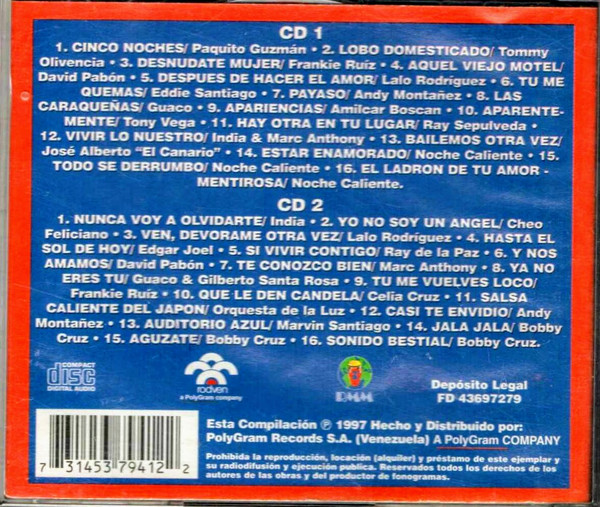 CD 1
1. CINCO NOCHES/ Paquito Guzmán • 2. LOBO DOMESTICADO/ Tommy
Olivencia • 3. DESNUDATE MUJER/ Frankie Ruíz • 4. AQUEL VIEJO MOTEL/
David Pabón • 5. DESPUES DE HACER EL AMOR/ Lalo Rodríguez • 6. TU ME
QUEMAS/ Eddie Santiago • 7. PAYASO/ Andy Montañez • 8. LAS
CARAQUEÑAS/ Guaco • 9. APARIENCIAS/ Amilcar Boscan • 10. APARENTE-
MENTE/ Tony Vega • 11. HAY OTRA EN TU LUGAR/ Ray Sepulveda •
12. VIVIR LO NUESTRO/ India & Marc Anthony • 13. BAILEMOS OTRA VEZ/
José Alberto "El Canario" • 14. ESTAR ENAMORADO/ Noche Caliente • 15.
TODO SE DERRUMBO/ Noche Caliente • 16. EL LADRON DE TU AMOR -
MENTIROSA/ Noche Caliente.
CD 2
1. NUNCA VOY A OLVIDARTE/ India • 2. YO NO SOY UN ANGEL/ Cheo
Feliciano • 3. VEN, DEVORAME OTRA VEZ/ Lalo Rodríguez • 4. HASTA EL
SOL DE HOY/ Edgar Joel • 5. SI VIVIR CONTIGO/ Ray de la Paz • 6. Y NOS
AMAMOS/ David Pabón • 7. TE CONOZCO BIEN/ Marc Anthony • 8. YA NO
ERES TU/ Guaco & Gilberto Santa Rosa • 9. TU ME VUELVES LOCO/
Frankie Ruíz • 10. QUE LE DEN CANDELA/ Celia Cruz • 11. SALSA
CALIENTE DEL JAPON/ Orquesta de la Luz • 12. CASI TE ENVIDIO/ Andy
Montañez • 13. AUDITORIO AZUL/ Marvin Santiago • 14. JALA JALA/ Bobby
Cruz • 15. AGUZATE/ Bobby Cruz • 16. SONIDO BESTIAL/ Bobby Cruz.
COMPACT
disc
DIGITAL AUDIO
rodven
a PolyGram company
RMM
Depósito Legal
FD 43697279
Esta Compilación ℗ 1997 Hecho y Distribuido por:
PolyGram Records S.A. (Venezuela) A PolyGram COMPANY
7 31453 79412 2
Prohibida la reproducción, locación (alquiler) y préstamo de este ejemplar y
su radiodifusión y ejecución publica. Reservados todos los derechos de los
autores de las obras y del productor de fonogramas.